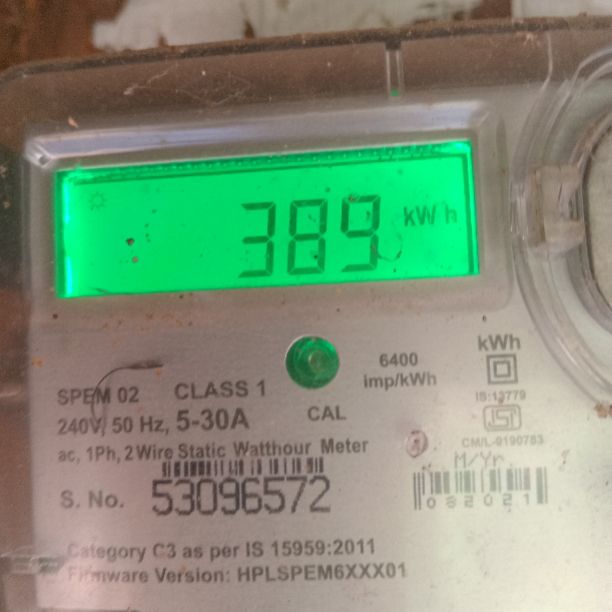 389 kWh
kWh
6400
imp/kWh
IS:13779
ISI
CM/L-9190783
SPEM 02 CLASS 1
240V, 50 Hz, 5-30A
CAL
ac, 1Ph, 2 Wire Static Watthour Meter
M/Yr.
S. No. 53096572
082021
Category C3 as per IS 15959:2011
Firmware Version: HPLSPEM6XXX01